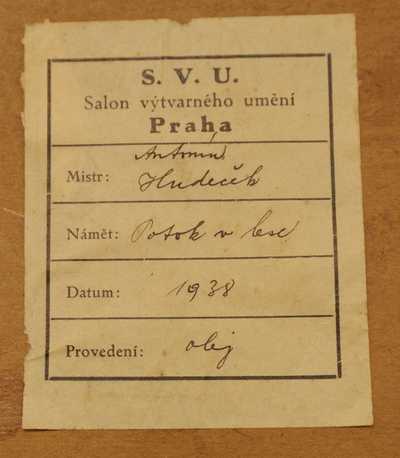 S. V. U.
Salon výtvarného umění
Praha
Antonín
Mistr: Hudeček
Námět: Potok v lese
Datum: 1938
Provedení: olej